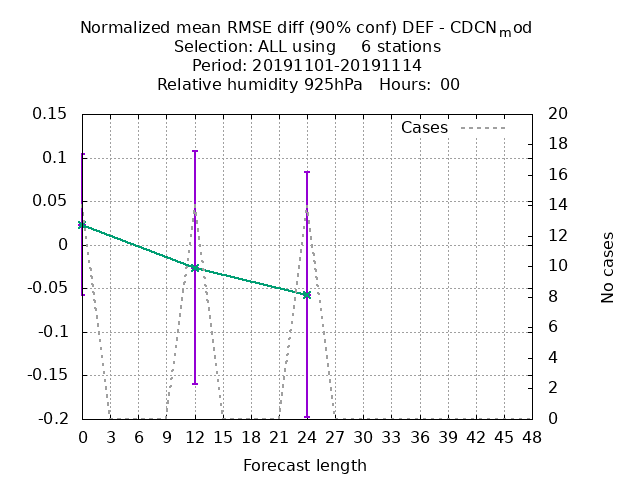 Normalized mean RMSE diff (90% conf) DEF - CDCNmod
Selection: ALL using 6 stations
Period: 20191101-20191114
Relative humidity 925hPa Hours: 00
0.15
0.1
0.05
0
-0.05
-0.1
-0.15
-0.2
Cases
20
18
16
14
12
10
8
6
4
2
0
No cases
0 3 6 9 12 15 18 21 24 27 30 33 36 39 42 45 48
Forecast length